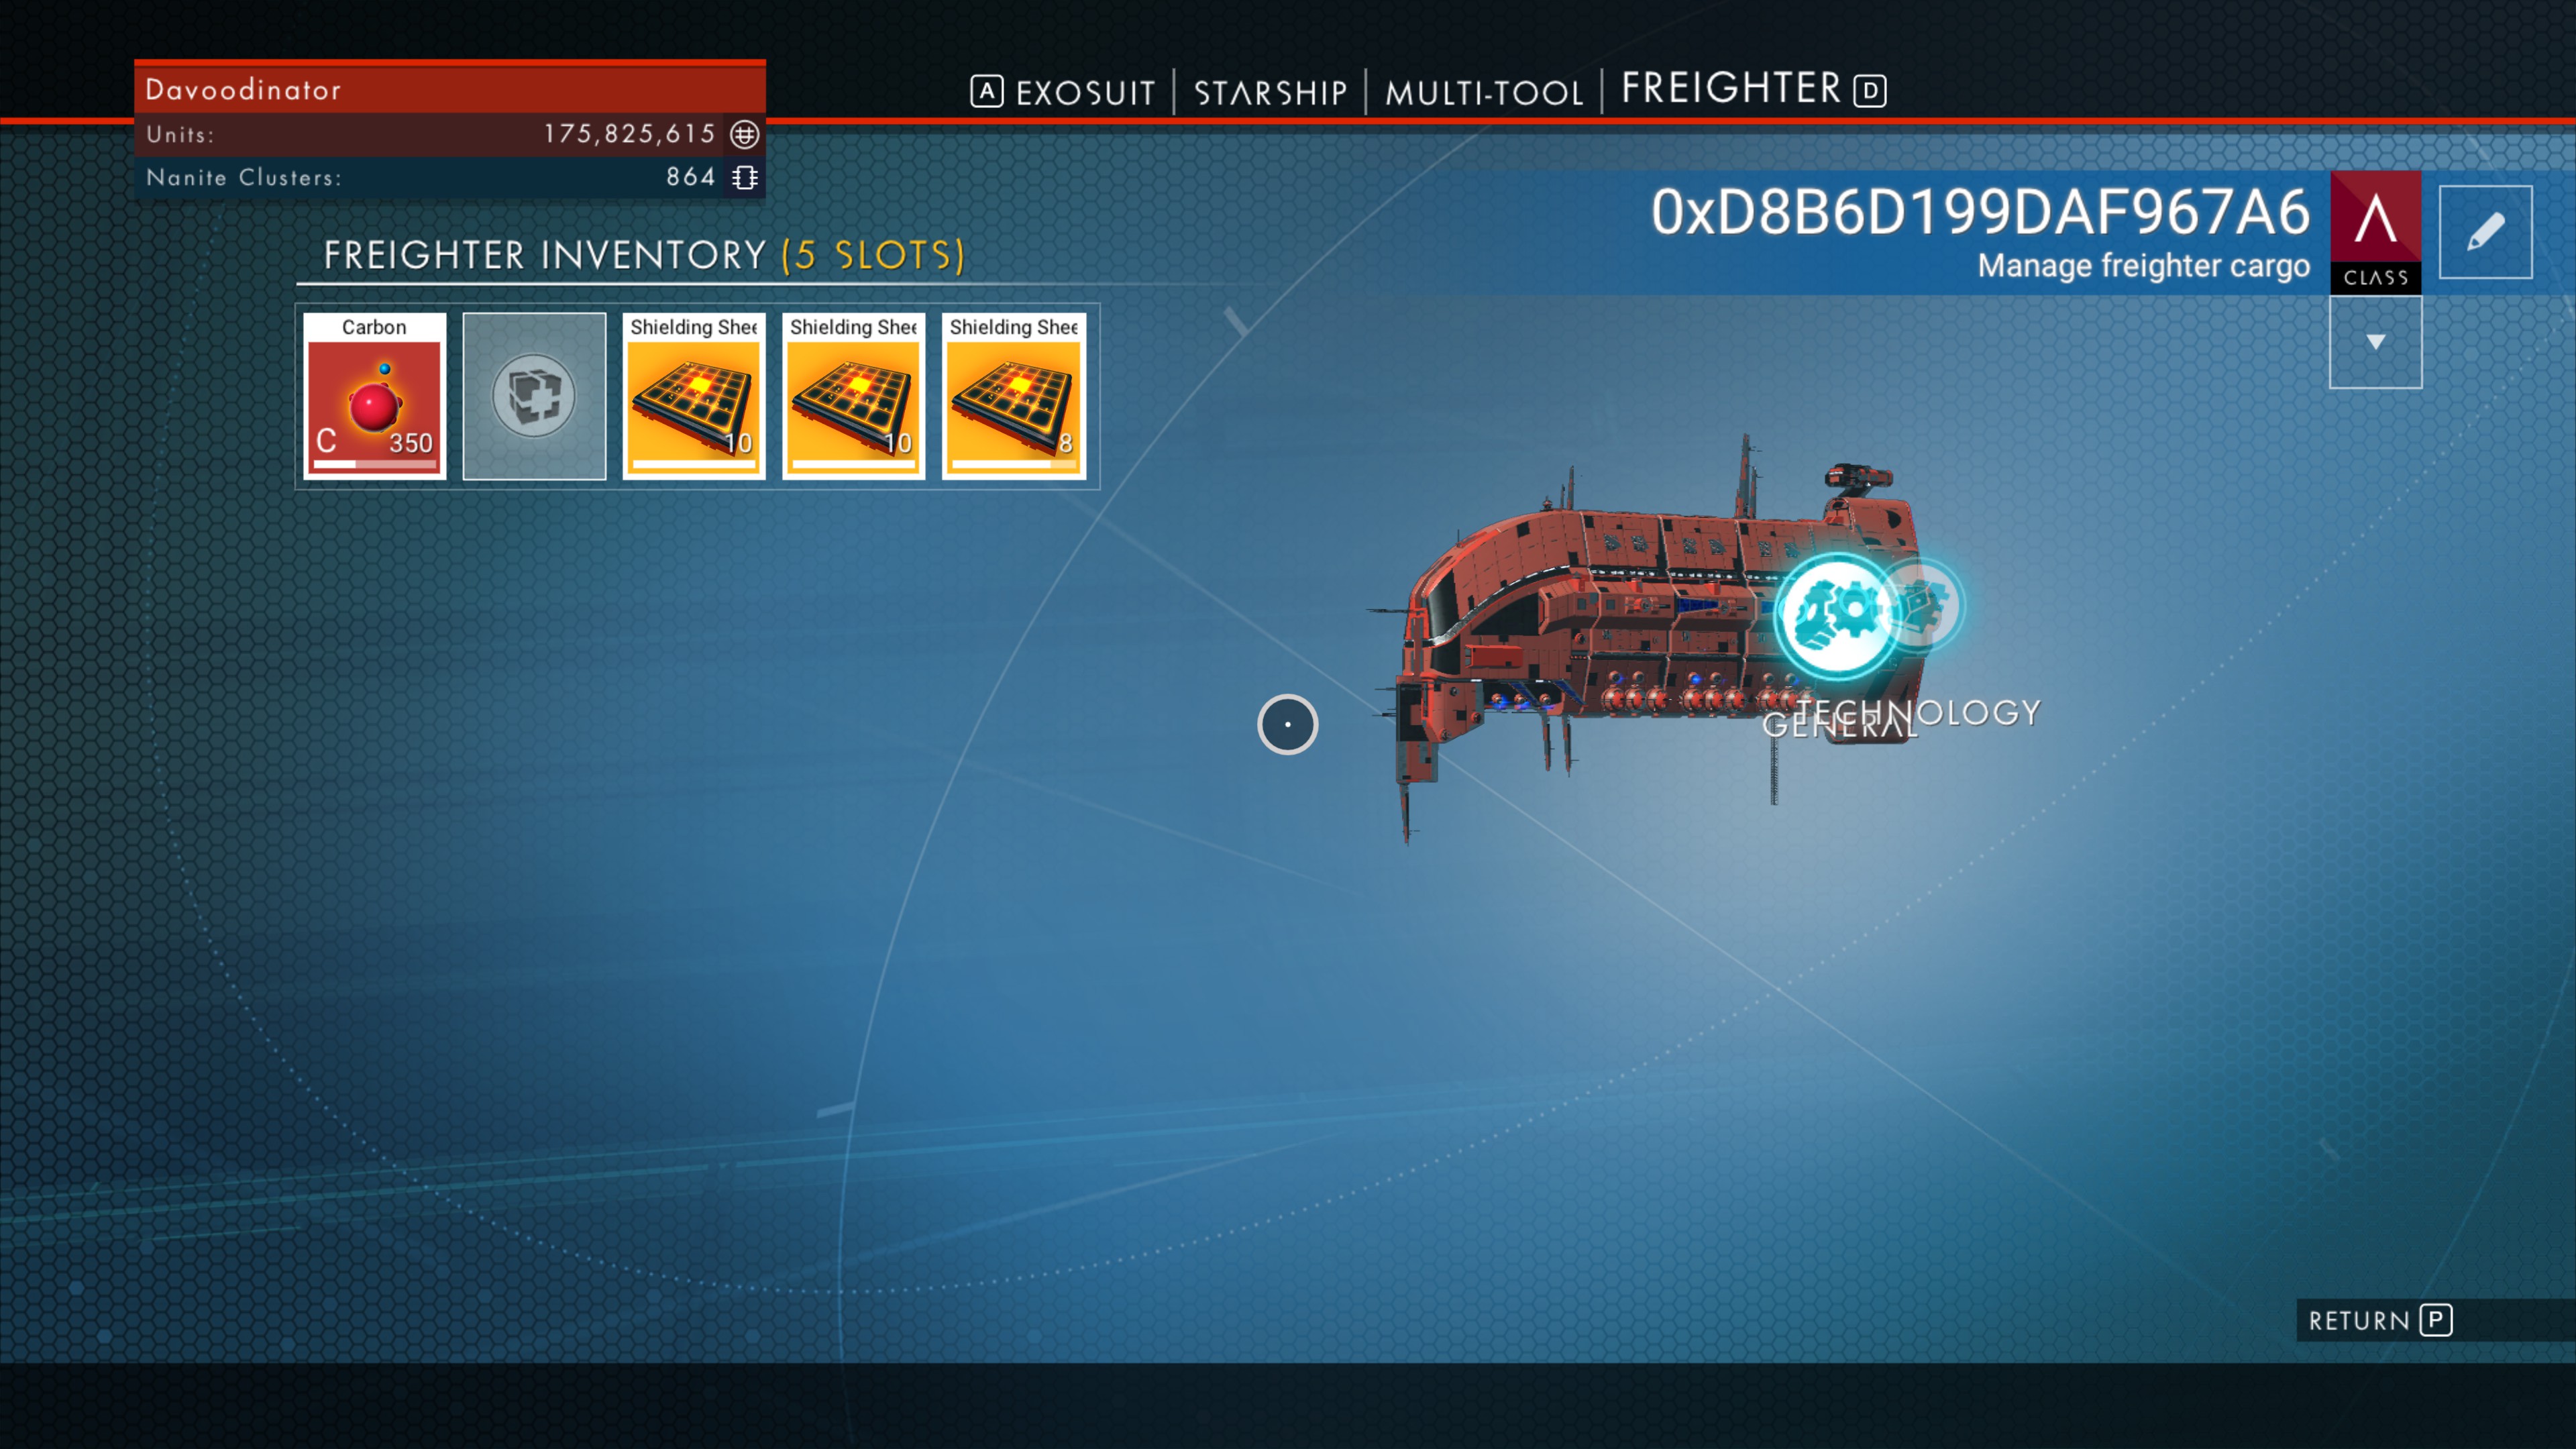 Davoodinator
Units: 175,825,615
Nanite Clusters: 864
A EXOSUIT STARSHIP MULTI-TOOL FREIGHTER D
0xD8B6D199DAF967A6
Manage freighter cargo
A
CLASS
FREIGHTER INVENTORY (5 SLOTS)
Carbon
C 350
Shielding Shee
10
Shielding Shee
10
Shielding Shee
8
TECHNOLOGY
GENERAL
RETURN P